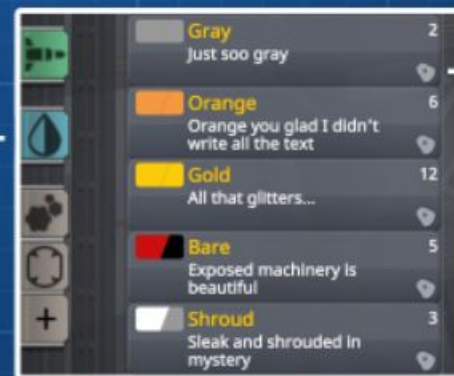 Gray 2
Just soo gray
Orange 6
Orange you glad I didn't
write all the text
Gold 12
All that glitters...
Bare 5
Exposed machinery is
beautiful
Shroud 3
Sleak and shrouded in
mystery